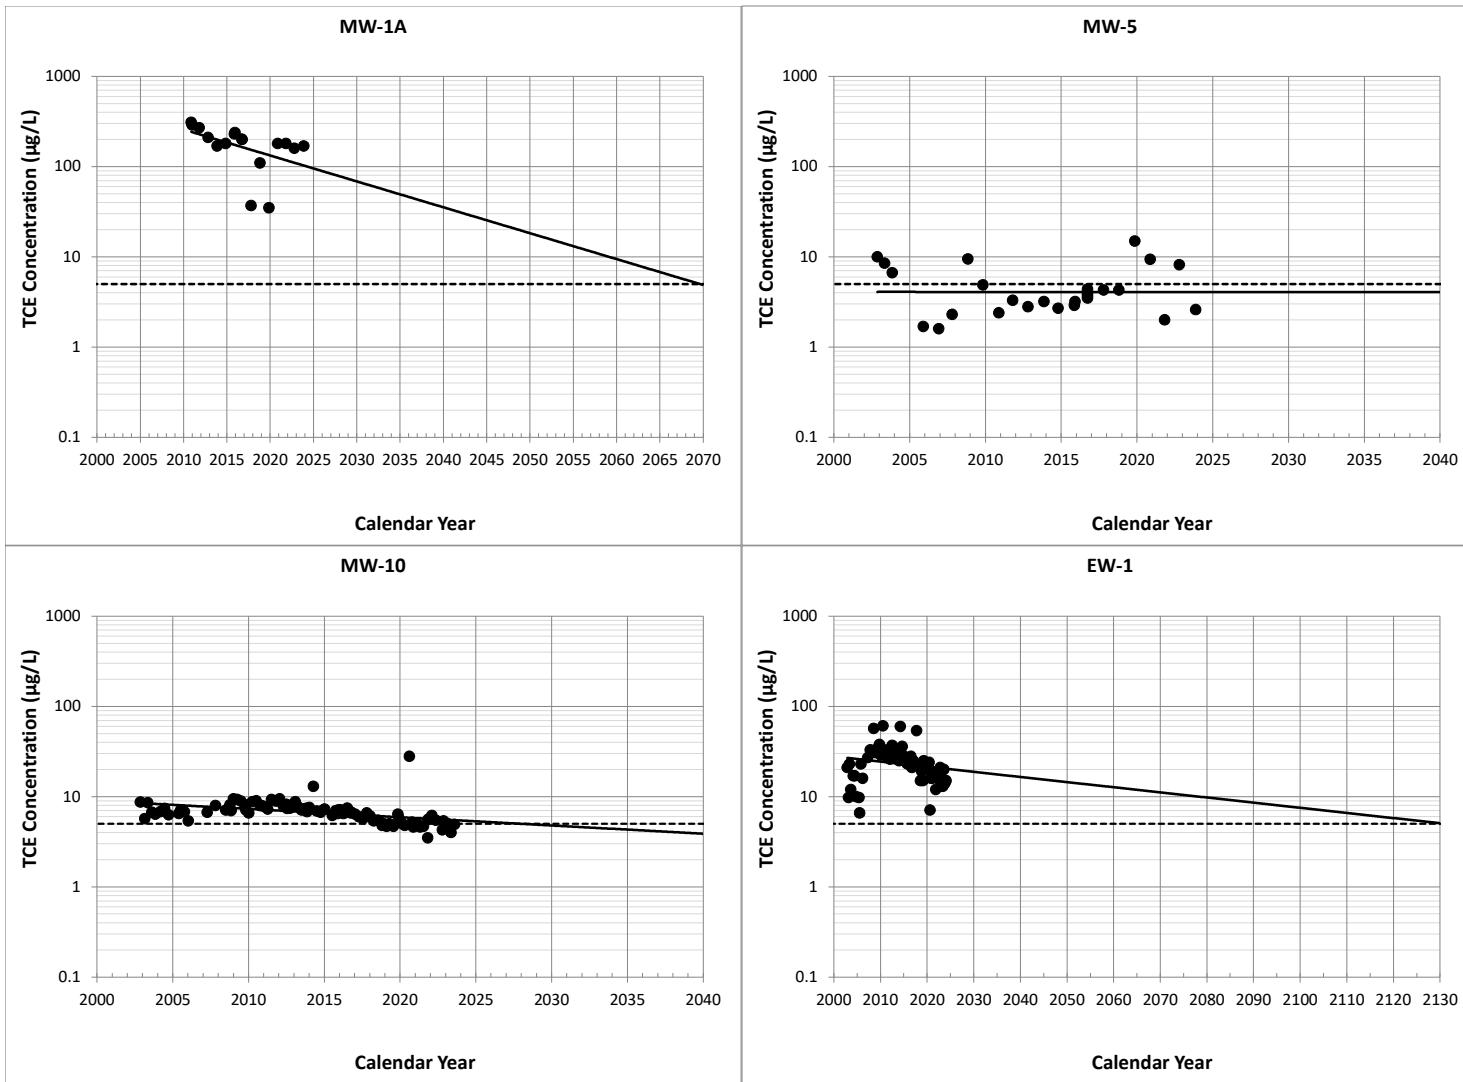 MW-1A
TCE Concentration (µg/L)
1000
100
10
1
0.1
2000 2005 2010 2015 2020 2025 2030 2035 2040 2045 2050 2055 2060 2065 2070
Calendar Year
MW-5
TCE Concentration (µg/L)
1000
100
10
1
0.1
2000 2005 2010 2015 2020 2025 2030 2035 2040
Calendar Year
MW-10
TCE Concentration (µg/L)
1000
100
10
1
0.1
2000 2005 2010 2015 2020 2025 2030 2035 2040
Calendar Year
EW-1
TCE Concentration (µg/L)
1000
100
10
1
0.1
2000 2010 2020 2030 2040 2050 2060 2070 2080 2090 2100 2110 2120 2130
Calendar Year